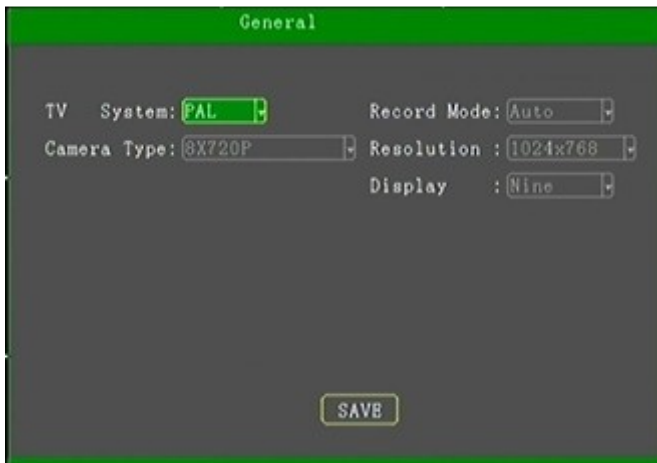 General
TV System: PAL Record Mode: Auto
Camera Type: 8X720P Resolution : 1024x768
Display : Nine
SAVE